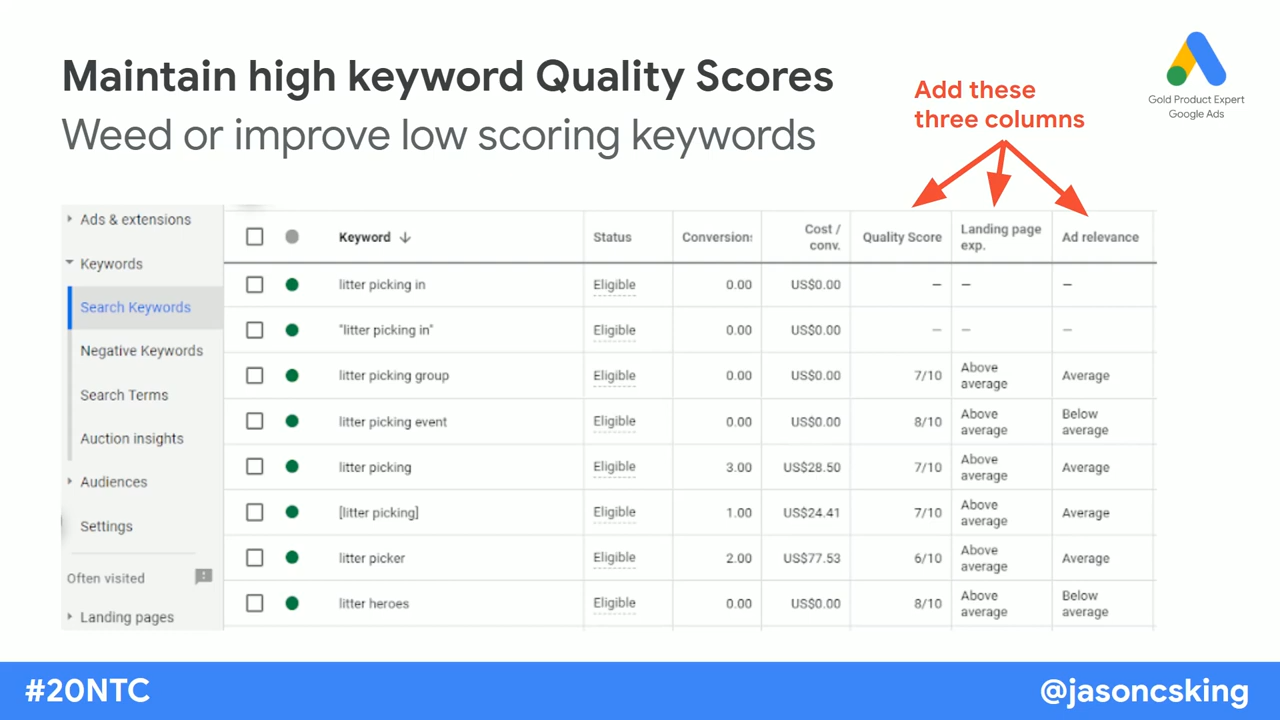 Maintain high keyword Quality Scores
Weed or improve low scoring keywords
Add these
three columns
Gold Product Expert
Google Ads
Ads & extensions
Keywords
Search Keywords
Negative Keywords
Search Terms
Auction insights
Audiences
Settings
Often visited
Landing pages
Keyword Status Conversions Cost / conv. Quality Score Landing page exp. Ad relevance
litter picking in Eligible 0.00 US$0.00 – – –
"litter picking in" Eligible 0.00 US$0.00 – – –
litter picking group Eligible 0.00 US$0.00 7/10 Above average Average
litter picking event Eligible 0.00 US$0.00 8/10 Above average Below average
litter picking Eligible 3.00 US$28.50 7/10 Above average Average
[litter picking] Eligible 1.00 US$24.41 7/10 Above average Average
litter picker Eligible 2.00 US$77.53 6/10 Above average Average
litter heroes Eligible 0.00 US$0.00 8/10 Above average Below average
#20NTC
@jasoncsking